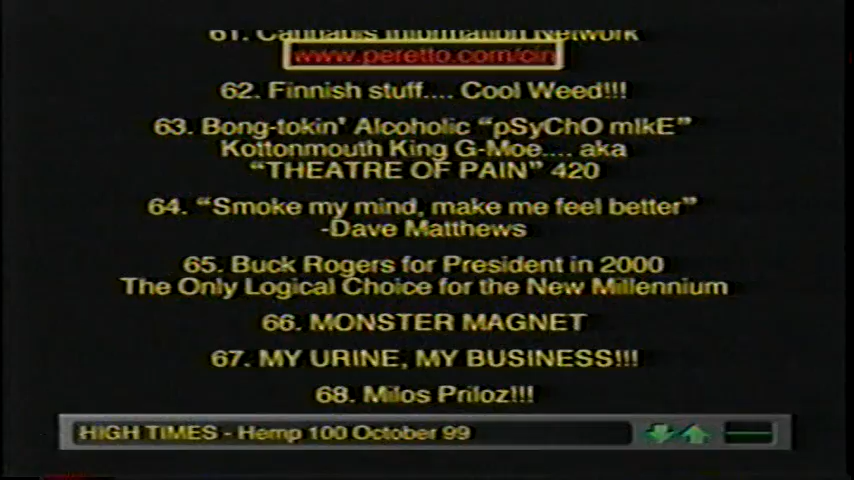 61. Cannabis Information Network
www.peretto.com/cin
62. Finnish stuff.... Cool Weed!!!
63. Bong-tokin' Alcoholic “pSyChO mIkE”
Kottonmouth King G-Moe.... aka
“THEATRE OF PAIN” 420
64. “Smoke my mind, make me feel better”
-Dave Matthews
65. Buck Rogers for President in 2000
The Only Logical Choice for the New Millennium
66. MONSTER MAGNET
67. MY URINE, MY BUSINESS!!!
68. Milos Priloz!!!
HIGH TIMES - Hemp 100 October 99